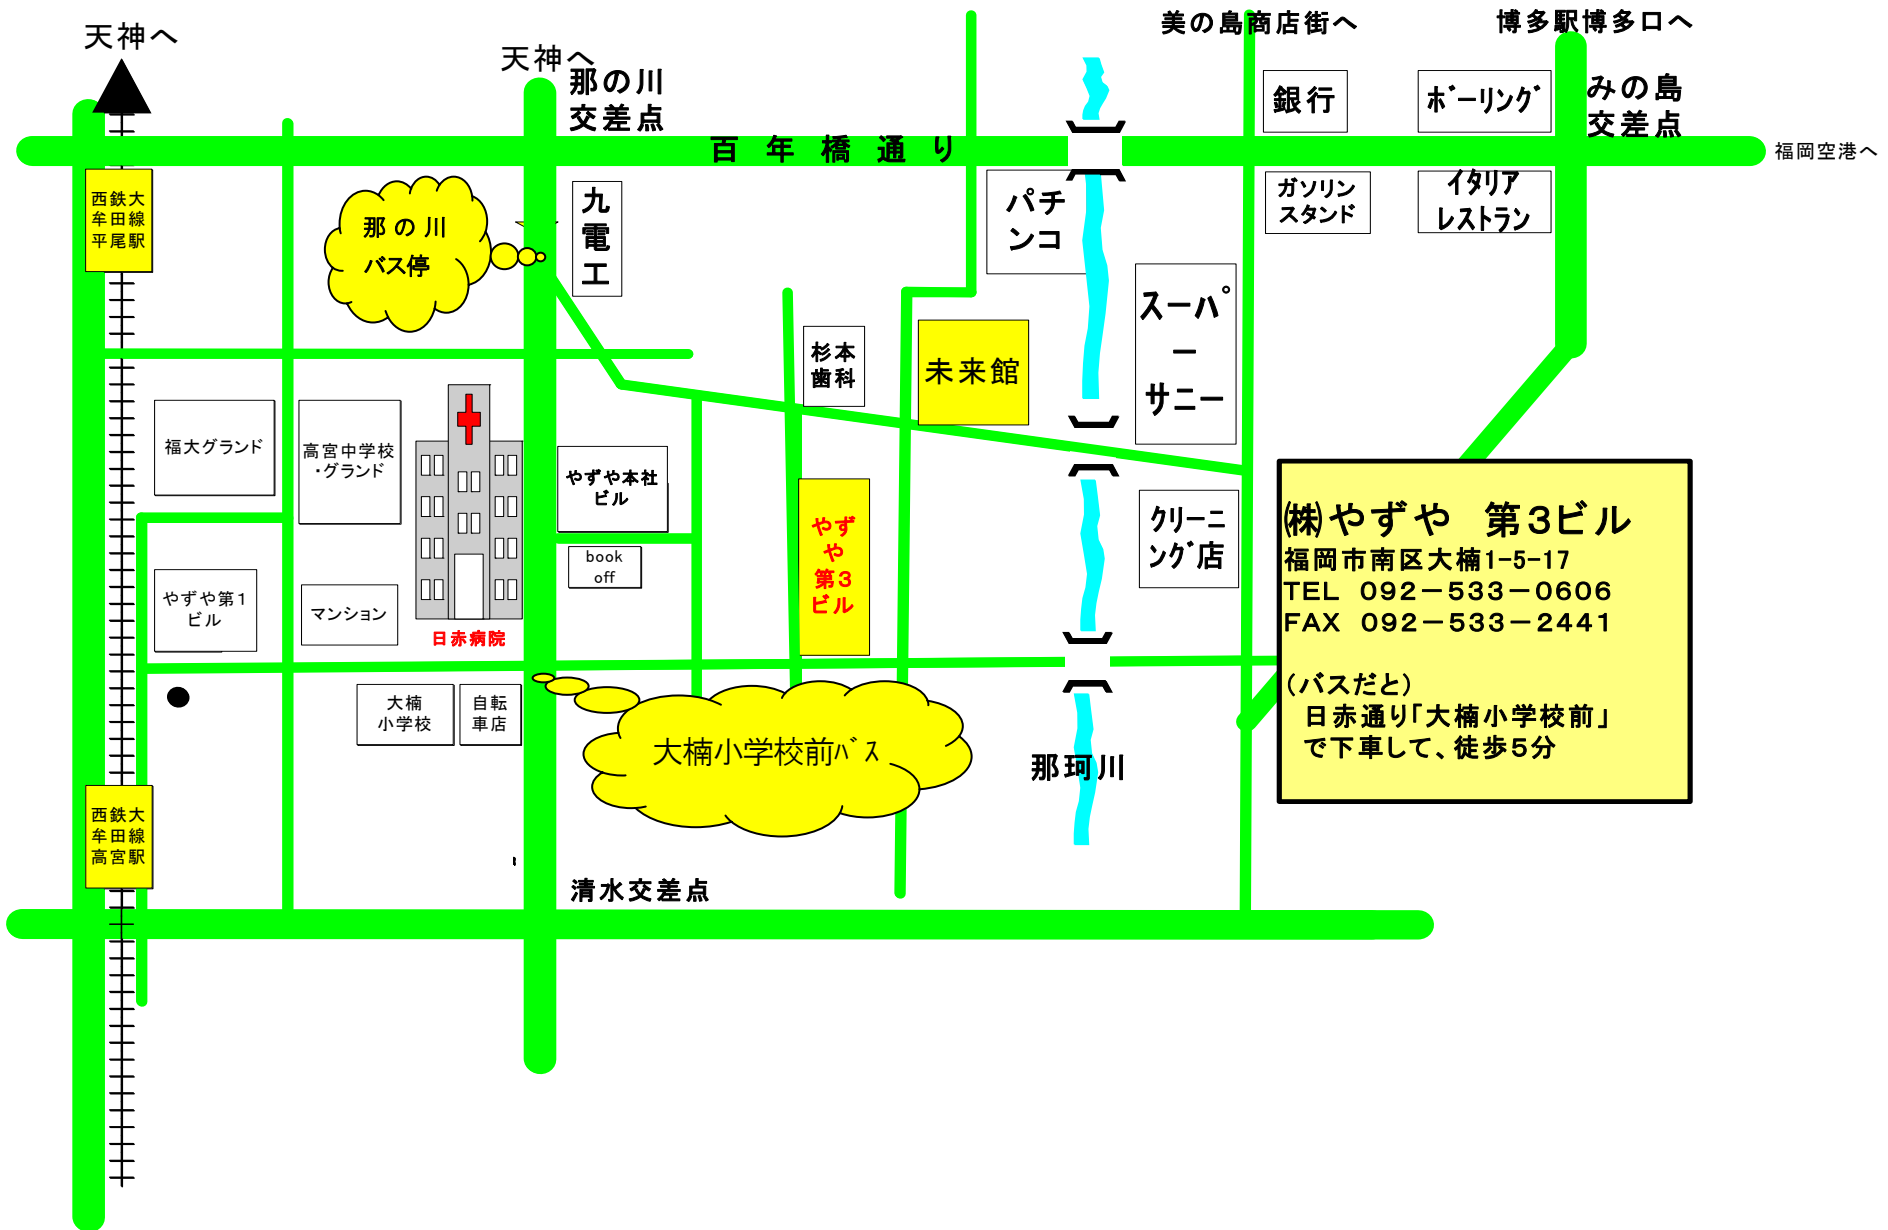 天神へ
天神へ
美の島商店街へ
博多駅博多口へ
那の川
交差点
銀行
ﾎﾞｰﾘﾝｸﾞ
みの島
交差点
百年橋通り
福岡空港へ
西鉄大
牟田線
平尾駅
那の川
バス停
九
電
工
パチ
ンコ
ガソリン
スタンド
イタリア
レストラン
スーパ
ー
サニー
杉本
歯科
未来館
福大グランド
高宮中学校
・グランド
やずや本社
ビル
book
off
やず
や
第3
ビル
クリーニ
ング店
やずや第1
ビル
マンション
日赤病院
㈱やずや　第3ビル
福岡市南区大楠1-5-17
TEL　092－533－0606
FAX　092－533－2441
(バスだと)
日赤通り｢大楠小学校前｣
で下車して、徒歩5分
大楠
小学校
自転
車店
大楠小学校前ﾊﾞｽ
那珂川
西鉄大
牟田線
高宮駅
清水交差点